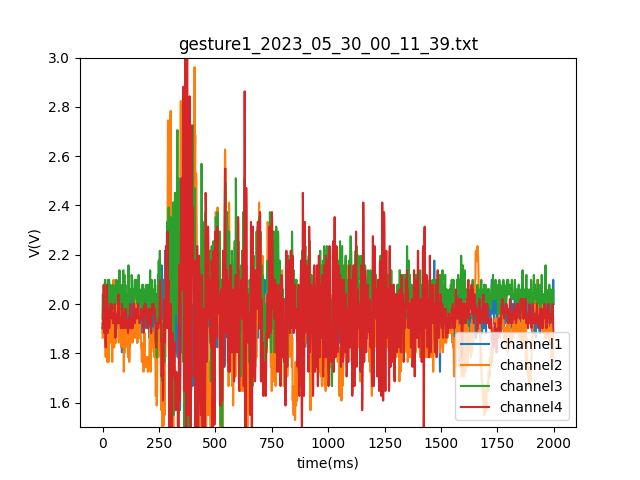 gesture1_2023_05_30_00_11_39.txt
3.0
2.8
2.6
2.4
2.2
2.0
1.8
1.6
V(V)
channel1
channel2
channel3
channel4
0 250 500 750 1000 1250 1500 1750 2000
time(ms)